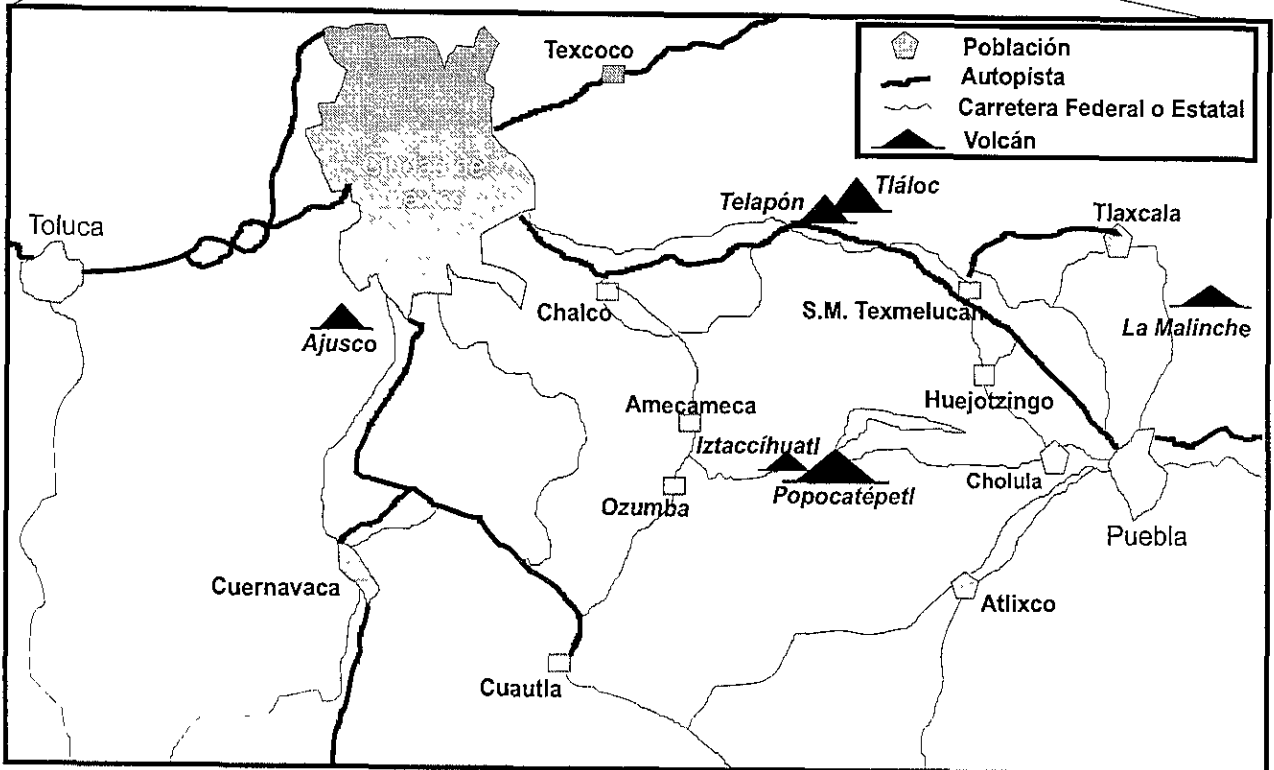 Texcoco
Población
Autopista
Carretera Federal o Estatal
Volcán
Toluca
Telapón
Tláloc
Tlaxcala
Chalco
S.M. Texmelucan
La Malinche
Ajusco
Huejotzingo
Amecameca
Iztaccíhuatl
Popocatépetl
Cholula
Ozumba
Puebla
Cuernavaca
Atlixco
Cuautla